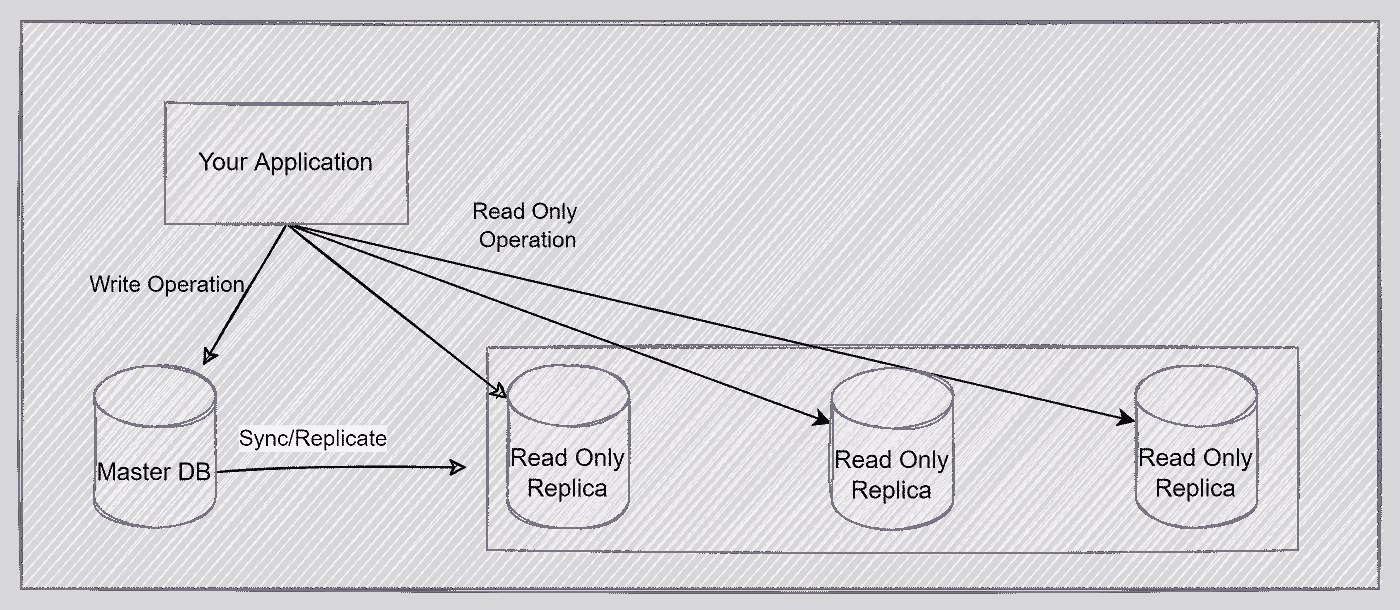 Your Application
Read Only
Operation
Write Operation
Sync/Replicate
Master DB
Read Only
Replica
Read Only
Replica
Read Only
Replica